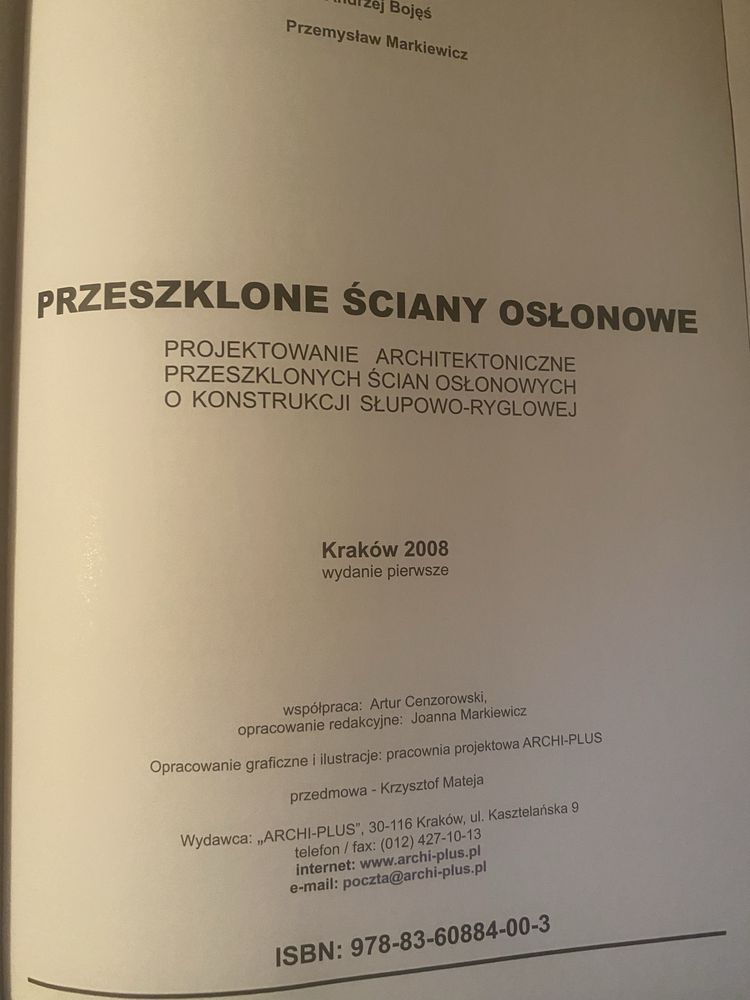 Andrzej Bojęś
Przemysław Markiewicz
PRZESZKLONE ŚCIANY OSŁONOWE
PROJEKTOWANIE ARCHITEKTONICZNE
PRZESZKLONYCH ŚCIAN OSŁONOWYCH
O KONSTRUKCJI SŁUPOWO-RYGLOWEJ
Kraków 2008
wydanie pierwsze
współpraca: Artur Cenzorowski,
opracowanie redakcyjne: Joanna Markiewicz
Opracowanie graficzne i ilustracje: pracownia projektowa ARCHI-PLUS
przedmowa - Krzysztof Mateja
Wydawca: „ARCHI-PLUS”, 30-116 Kraków, ul. Kasztelańska 9
telefon / fax: (012) 427-10-13
internet: www.archi-plus.pl
e-mail: poczta@archi-plus.pl
ISBN: 978-83-60884-00-3